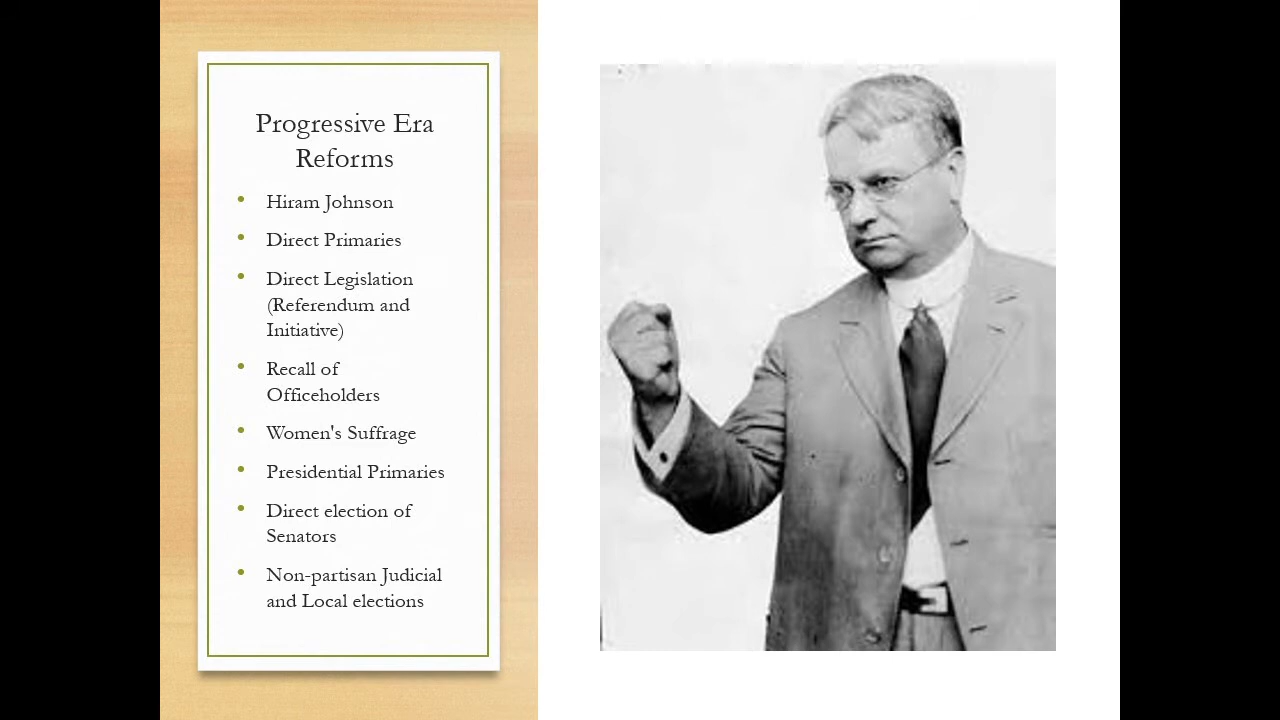 Progressive Era
Reforms
• Hiram Johnson
• Direct Primaries
• Direct Legislation
(Referendum and
Initiative)
• Recall of
Officeholders
• Women's Suffrage
• Presidential Primaries
• Direct election of
Senators
• Non-partisan Judicial
and Local elections